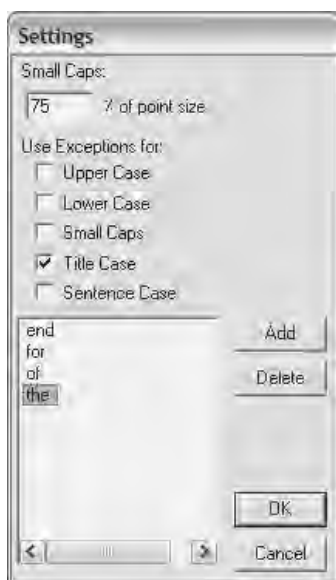 Settings
Small Caps:
75 % of point size
Use Exceptions for:
Upper Case
Lower Case
Small Caps
Title Case
Sentence Case
end
for
of
the
Add
Delete
OK
Cancel